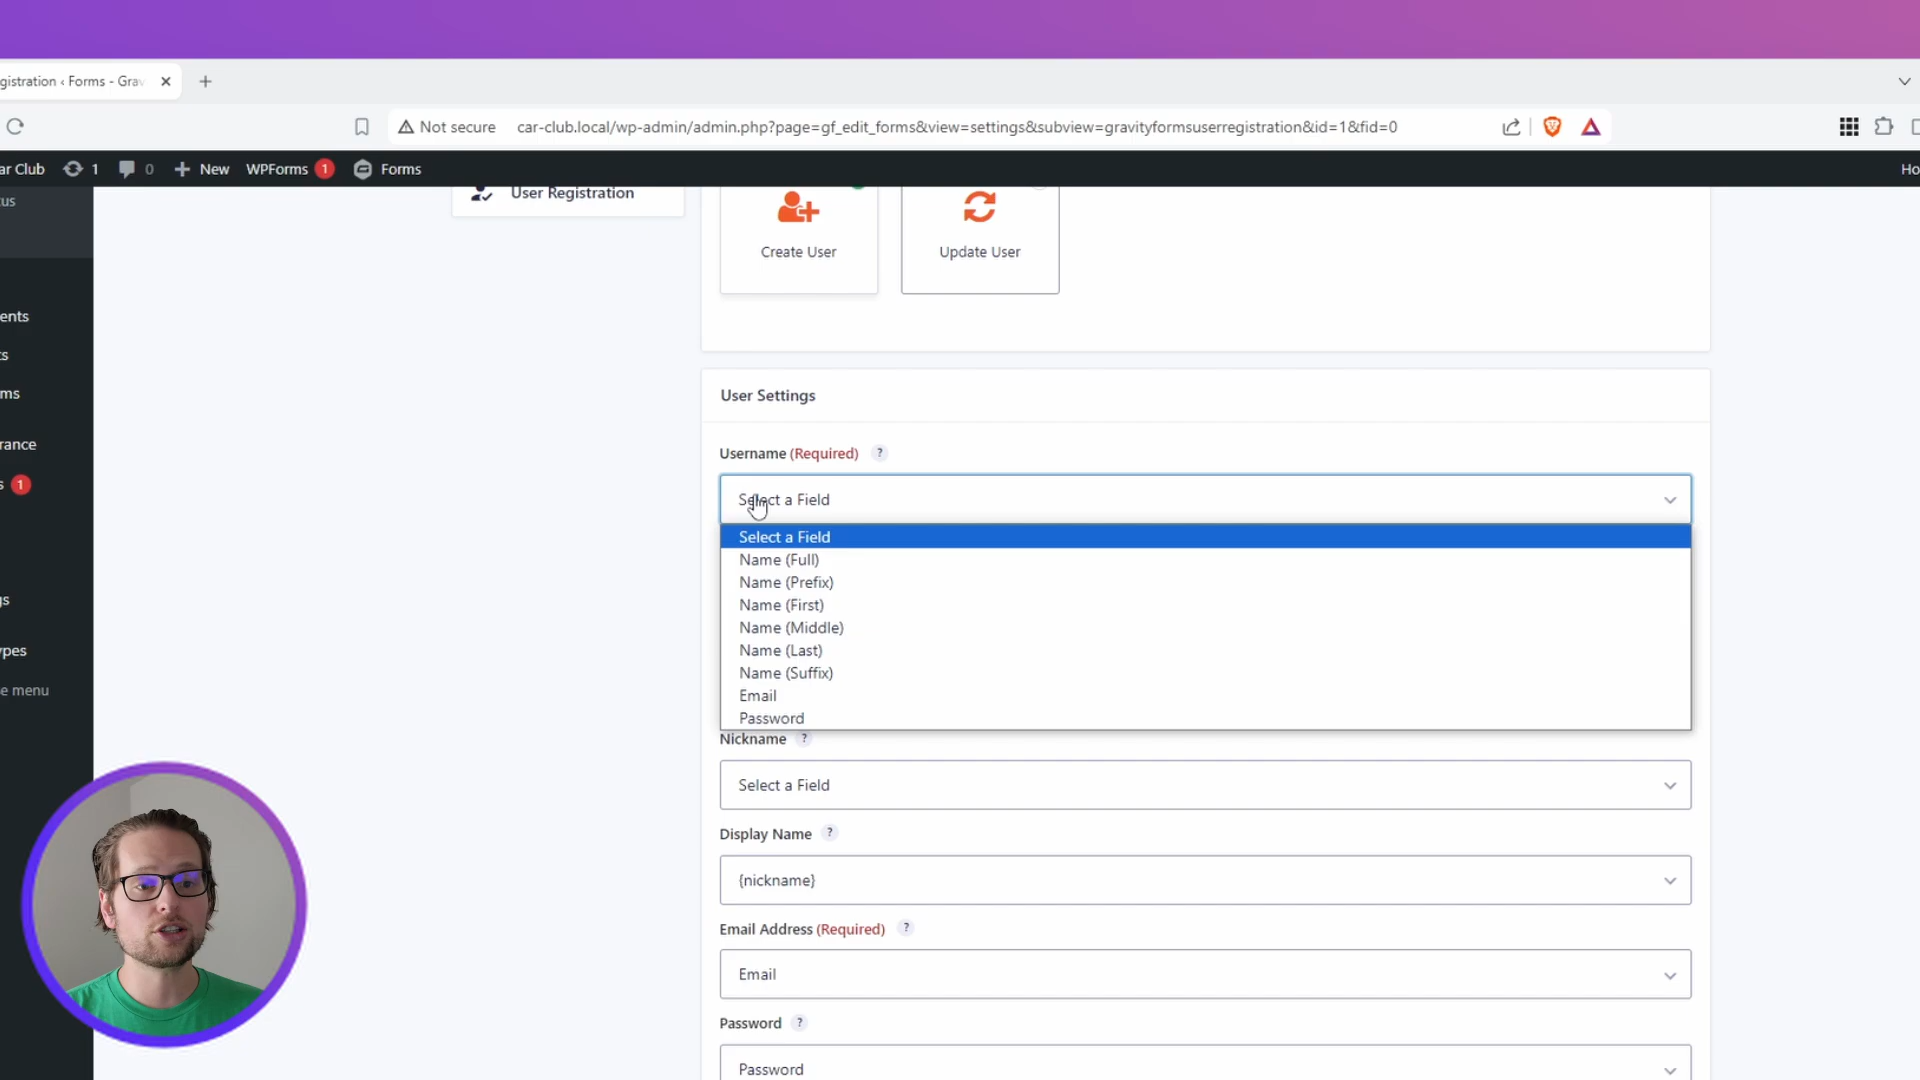 gistration ‹ Forms - Grav
Not secure car-club.local/wp-admin/admin.php?page=gf_edit_forms&view=settings&subview=gravityformsuserregistration&id=1&fid=0
ar Club 1 0 New WPForms 1 Forms Ho
tus
ents
ts
ms
rance
s 1
gs
ypes
e menu
User Registration
Create User
Update User
User Settings
Username (Required) ?
Select a Field
Select a Field
Name (Full)
Name (Prefix)
Name (First)
Name (Middle)
Name (Last)
Name (Suffix)
Email
Password
Nickname ?
Select a Field
Display Name ?
{nickname}
Email Address (Required) ?
Email
Password ?
Password